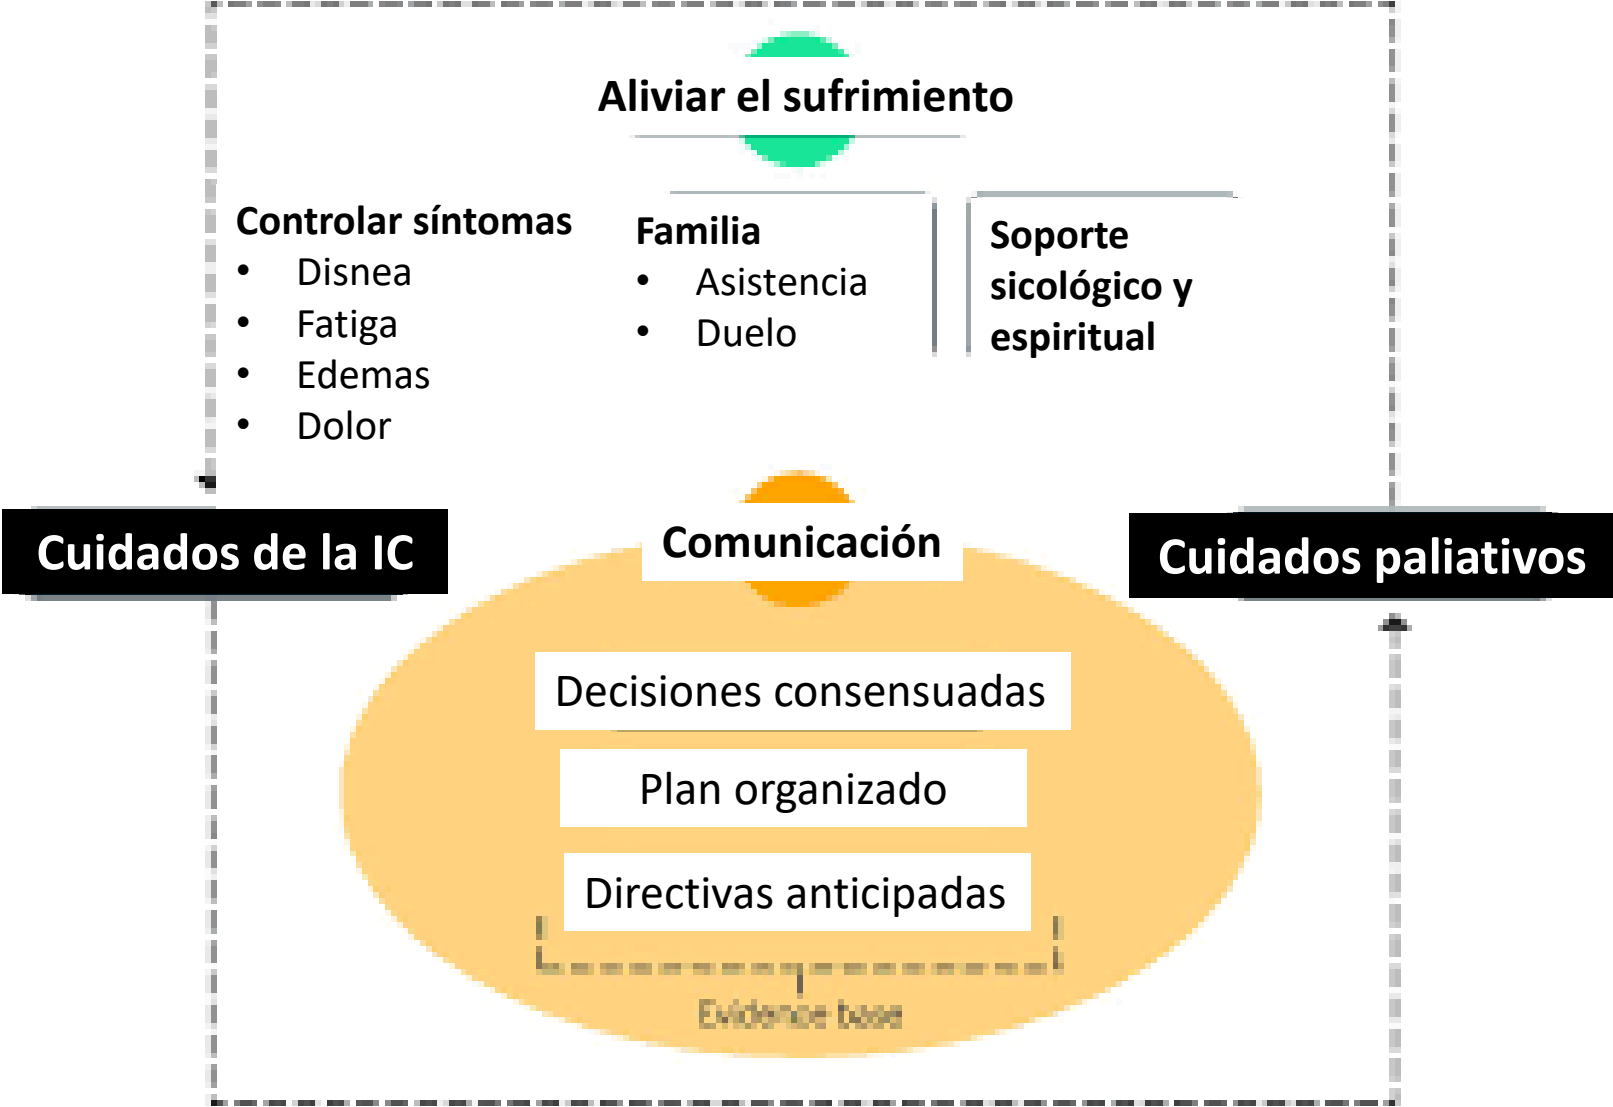 Aliviar el sufrimiento
Controlar síntomas
• Disnea
• Fatiga
• Edemas
• Dolor
Familia
• Asistencia
• Duelo
Soporte
sicológico y
espiritual
Cuidados de la IC
Comunicación
Cuidados paliativos
Decisiones consensuadas
Plan organizado
Directivas anticipadas
Evidence base